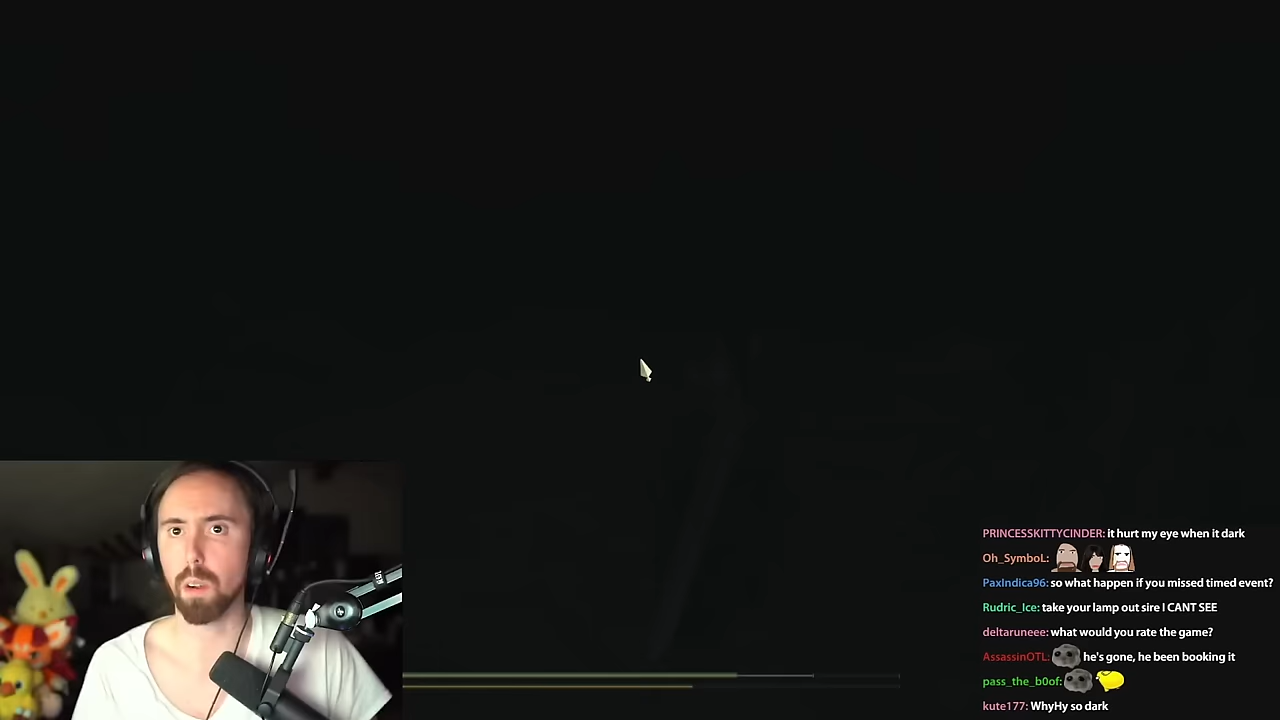 PRINCESSKITTYCINDER: it hurt my eye when it dark
Oh_SymboL:
PaxIndica96: so what happen if you missed timed event?
Rudric_Ice: take your lamp out sire I CANT SEE
deltaruneee: what would you rate the game?
AssassinOTL: he's gone, he been booking it
pass_the_b0of:
kute177: WhyHy so dark